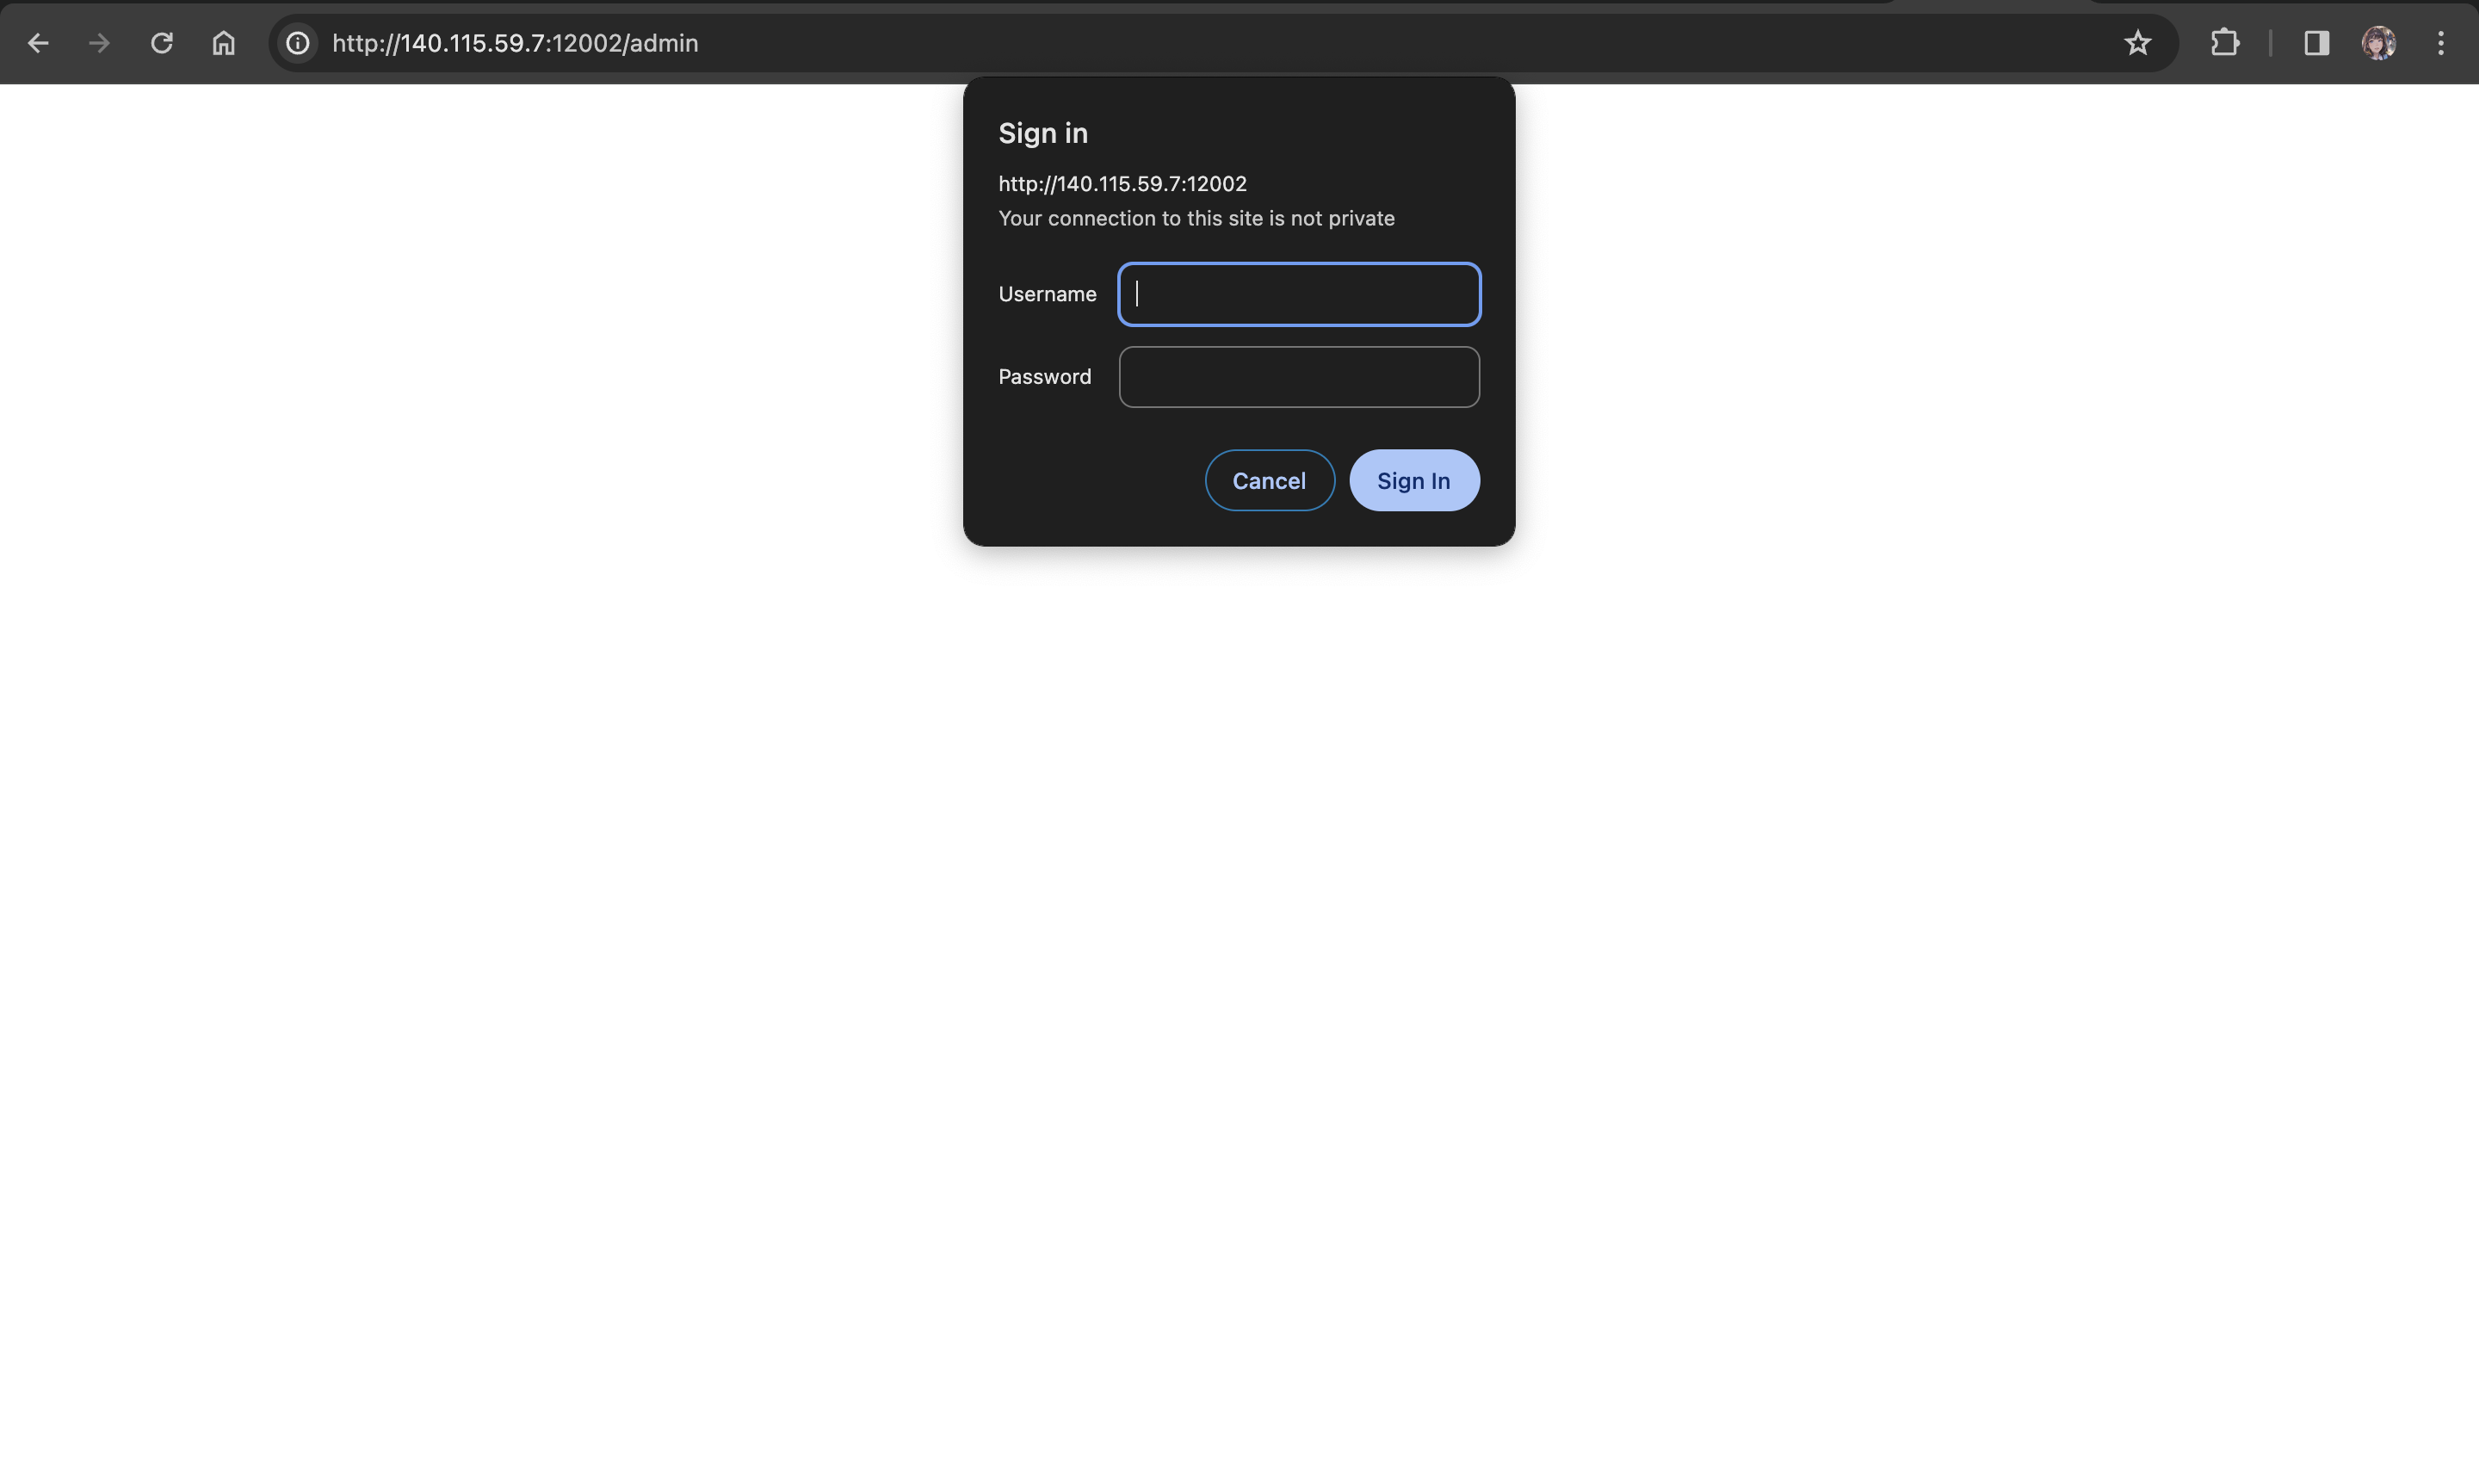 http://140.115.59.7:12002/admin
Sign in
http://140.115.59.7:12002
Your connection to this site is not private
Username
Password
Cancel Sign In